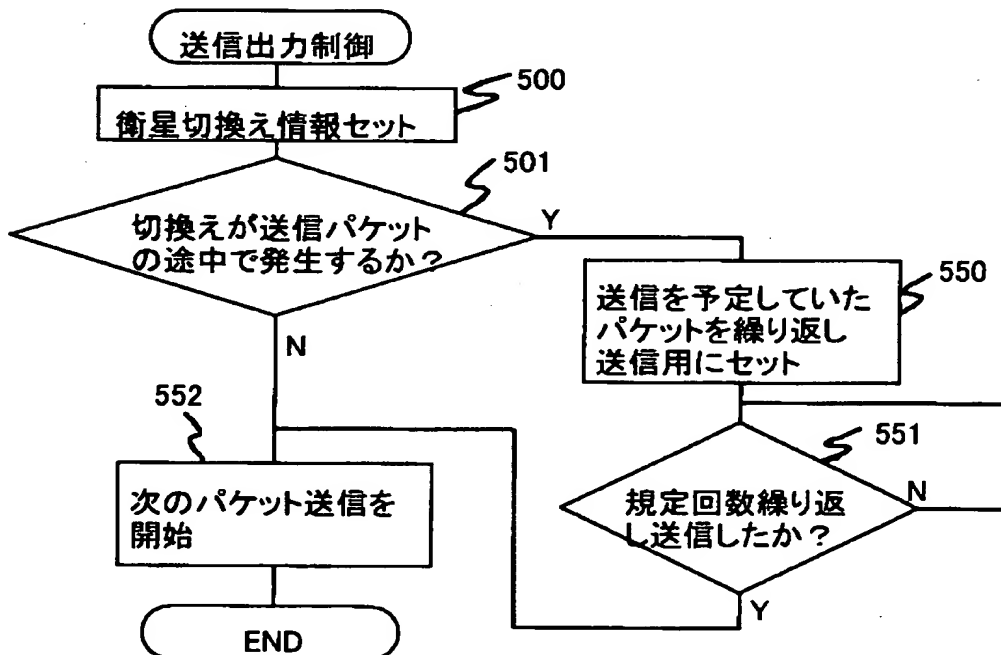 送信出力制御
500
衛星切換え情報セット
501
切換えが送信パケット
の途中で発生するか？
Y
N
550
送信を予定していた
パケットを繰り返し
送信用にセット
551
規定回数繰り返
し送信したか？
N
Y
552
次のパケット送信を
開始
END